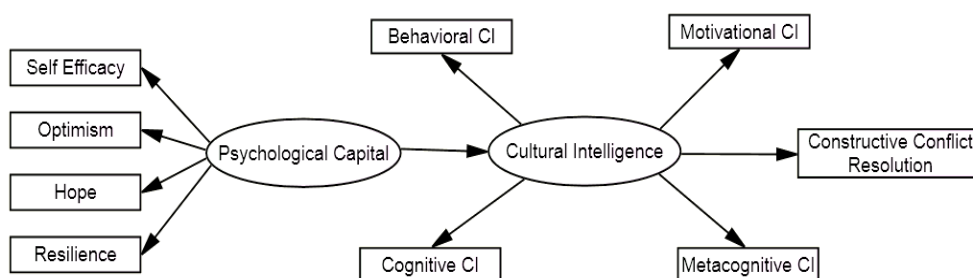 Behavioral CI
Motivational CI
Self Efficacy
Optimism
Psychological Capital
Cultural Intelligence
Constructive Conflict
Resolution
Hope
Resilience
Cognitive CI
Metacognitive CI